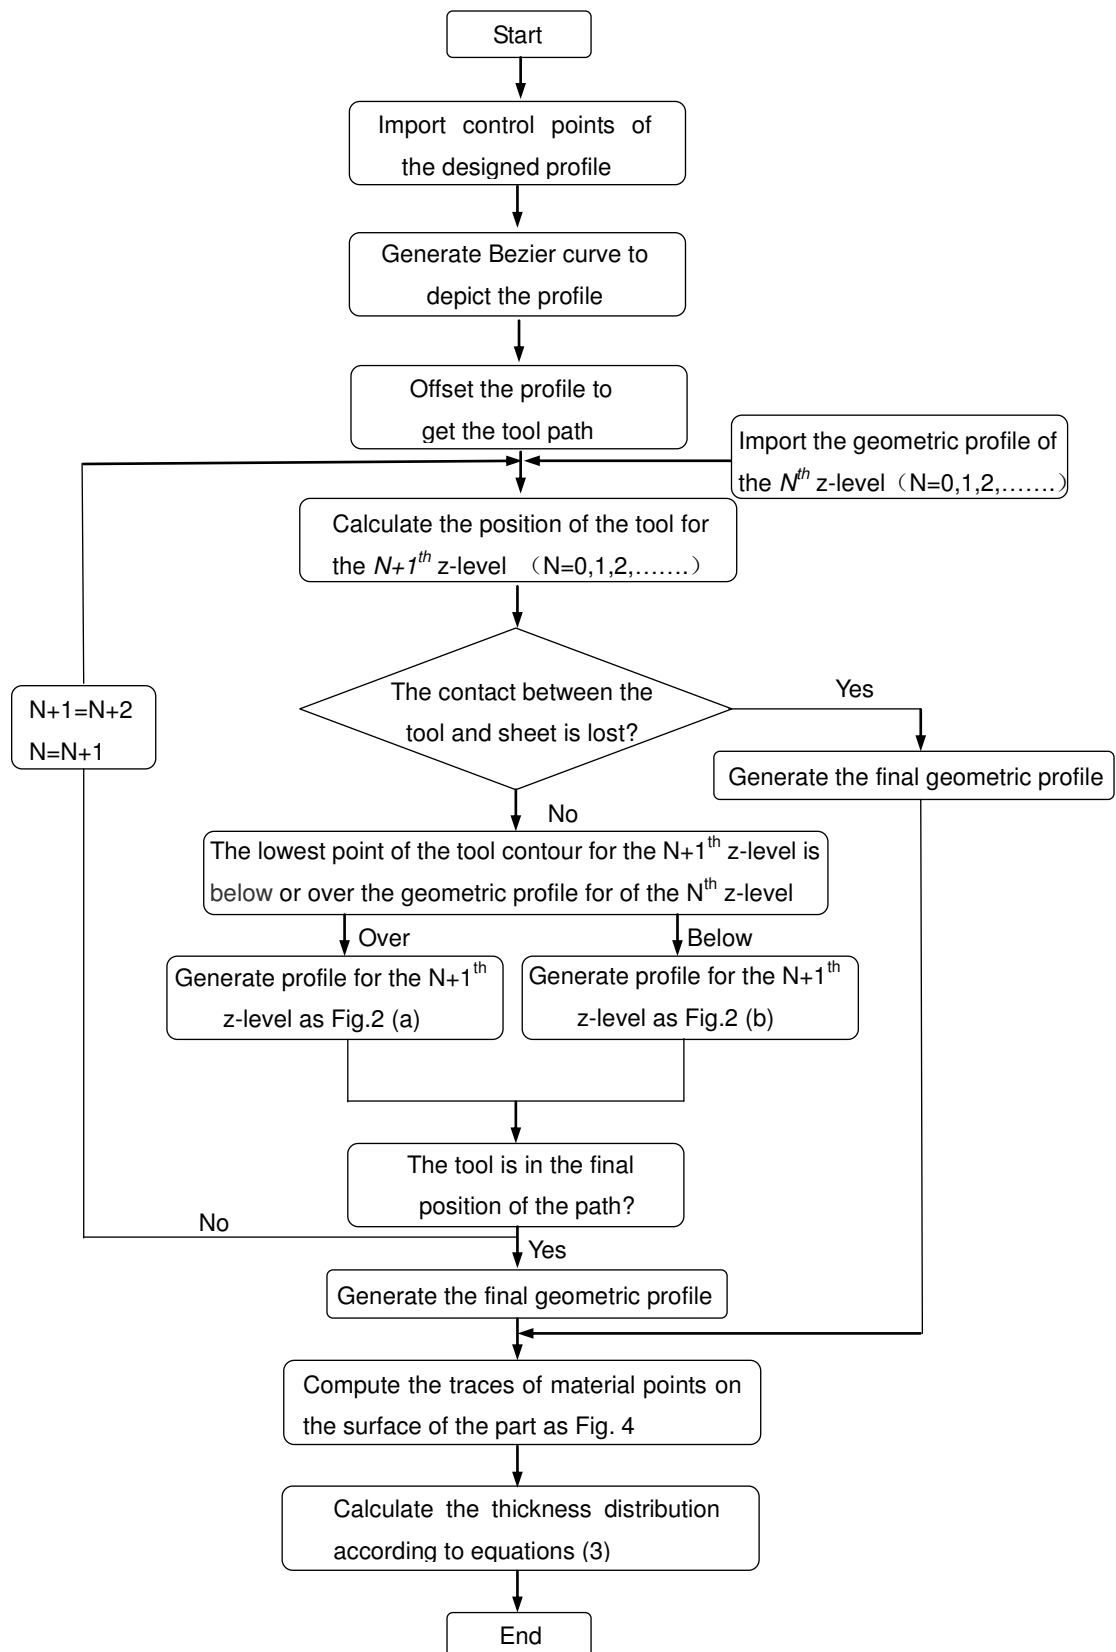 Start
Import control points of
the designed profile
Generate Bezier curve to
depict the profile
Offset the profile to
get the tool path
Import the geometric profile of
the Nth z-level（N=0,1,2,…….）
Calculate the position of the tool for
the N+1th z-level （N=0,1,2,…….）
The contact between the
tool and sheet is lost?
Yes
N+1=N+2
N=N+1
Generate the final geometric profile
No
The lowest point of the tool contour for the N+1th z-level is
below or over the geometric profile for of the Nth z-level
Over
Below
Generate profile for the N+1th
z-level as Fig.2 (a)
Generate profile for the N+1th
z-level as Fig.2 (b)
The tool is in the final
position of the path?
No
Yes
Generate the final geometric profile
Compute the traces of material points on
the surface of the part as Fig. 4
Calculate the thickness distribution
according to equations (3)
End